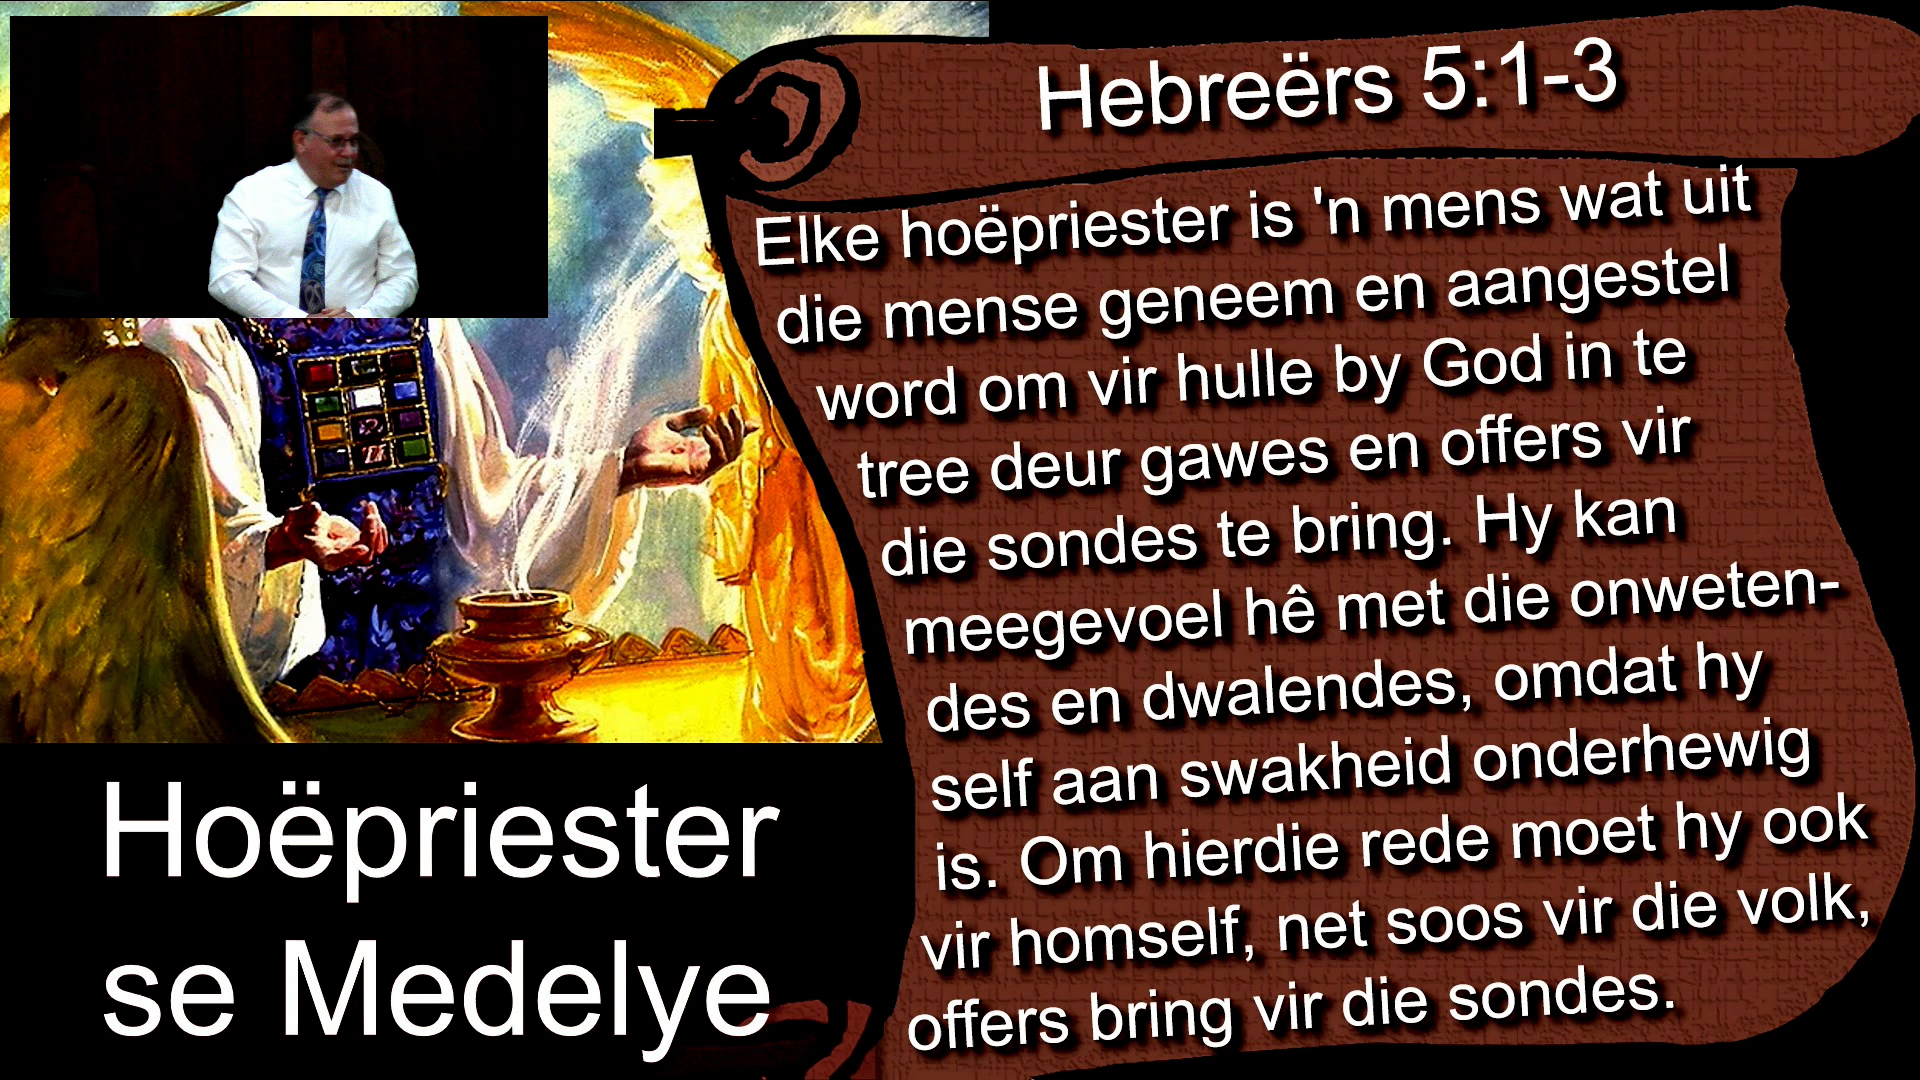 Hebreërs 5:1-3
Elke hoëpriester is 'n mens wat uit
die mense geneem en aangestel
word om vir hulle by God in te
tree deur gawes en offers vir
die sondes te bring. Hy kan
meegevoel hê met die onweten-
des en dwalendes, omdat hy
self aan swakheid onderhewig
is. Om hierdie rede moet hy ook
vir homself, net soos vir die volk,
offers bring vir die sondes.
Hoëpriester
se Medelye